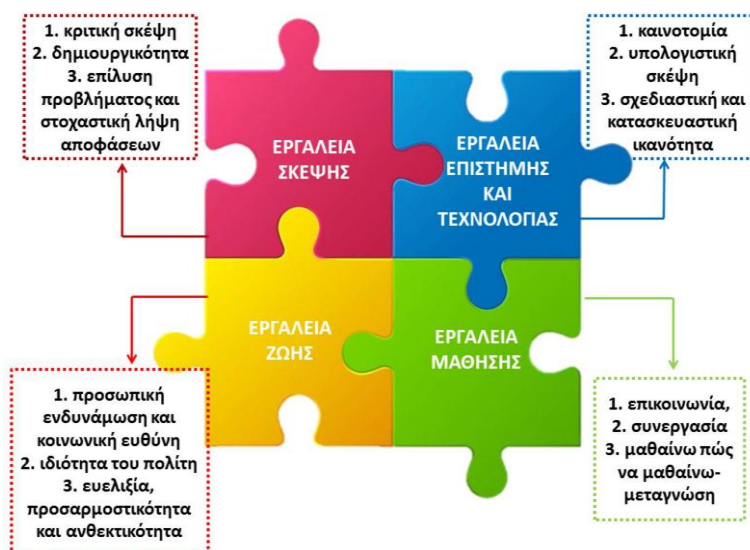 1. κριτική σκέψη
2. δημιουργικότητα
3. επίλυση
προβλήματος και
στοχαστική λήψη
αποφάσεων
ΕΡΓΑΛΕΙΑ
ΣΚΕΨΗΣ
ΕΡΓΑΛΕΙΑ
ΕΠΙΣΤΗΜΗΣ
ΚΑΙ
ΤΕΧΝΟΛΟΓΙΑΣ
1. καινοτομία
2. υπολογιστική
σκέψη
3. σχεδιαστική και
κατασκευαστική
ικανότητα
ΕΡΓΑΛΕΙΑ
ΖΩΗΣ
ΕΡΓΑΛΕΙΑ
ΜΑΘΗΣΗΣ
1. προσωπική
ενδυνάμωση και
κοινωνική ευθύνη
2. ιδιότητα του πολίτη
3. ευελιξία,
προσαρμοστικότητα
και ανθεκτικότητα
1. επικοινωνία,
2. συνεργασία
3. μαθαίνω πώς
να μαθαίνω-
μεταγνώση